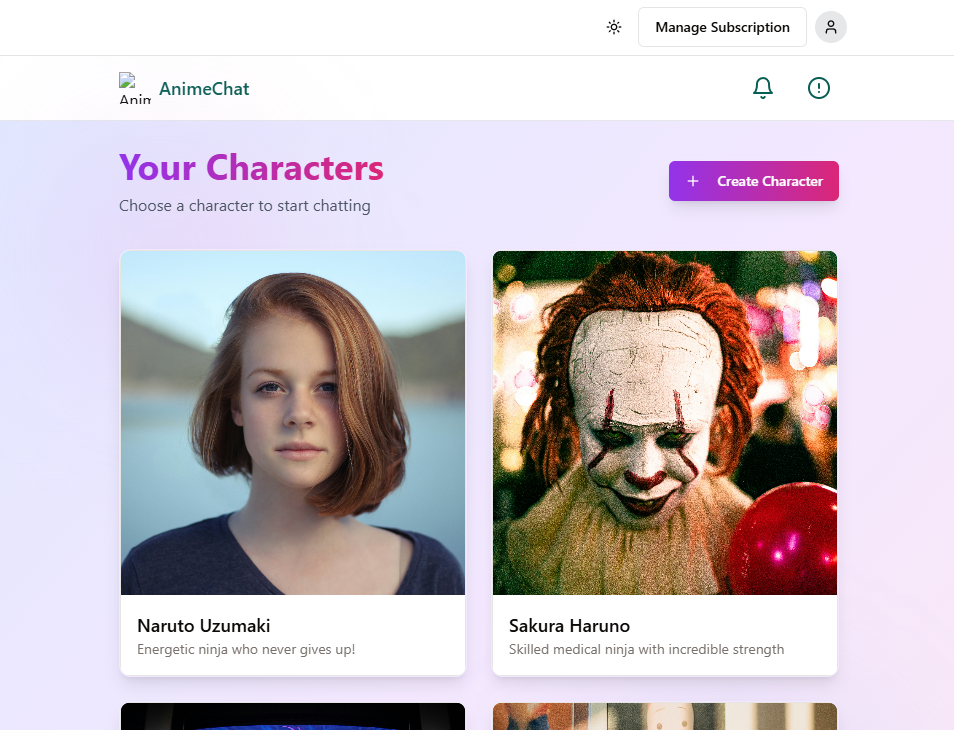 Manage Subscription
Anim
AnimeChat
Your Characters
Choose a character to start chatting
Create Character
Naruto Uzumaki
Energetic ninja who never gives up!
Sakura Haruno
Skilled medical ninja with incredible strength